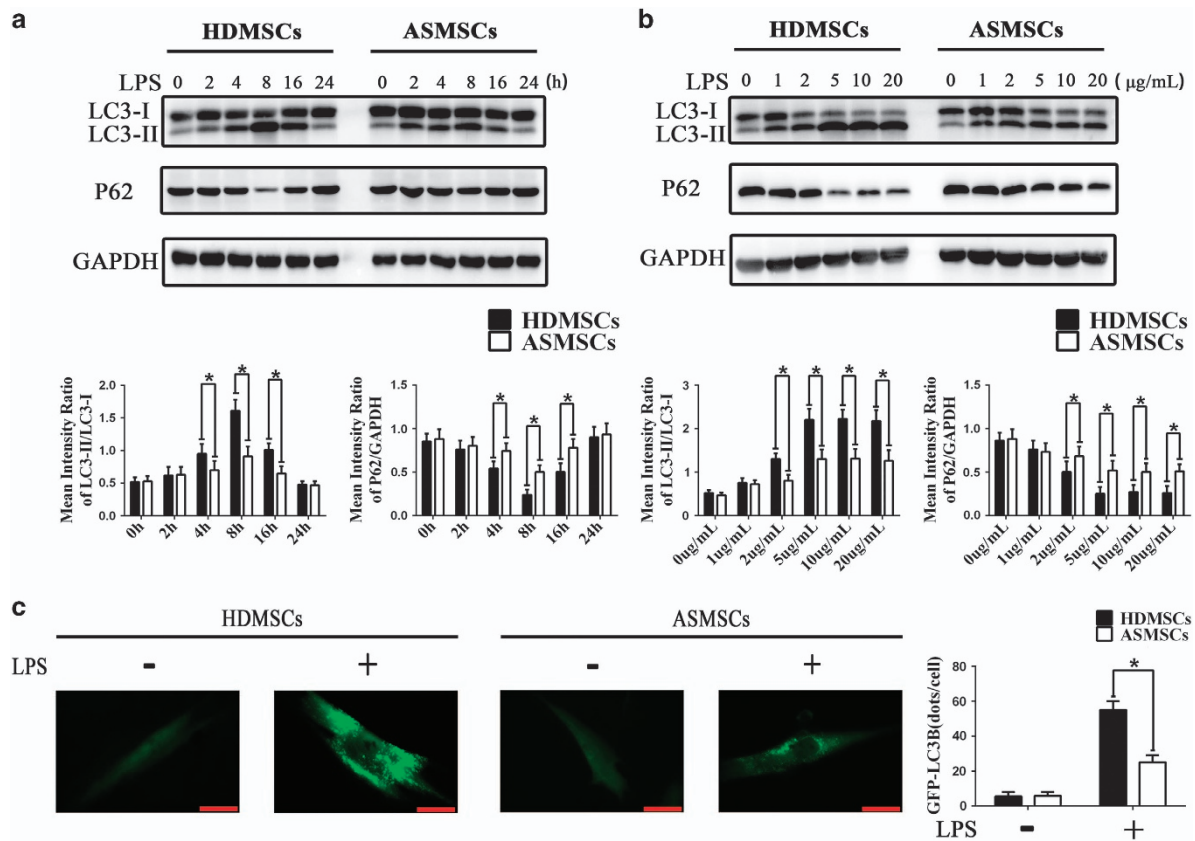 a
HDMSCs ASMSCs
LPS 0 2 4 8 16 24 0 2 4 8 16 24 (h)
LC3-I
LC3-II
P62
GAPDH
HDMSCs
ASMSCs
Mean Intensity Ratio
of LC3-II/LC3-I
2.0
1.5
1.0
0.5
0.0
* * *
0h 2h 4h 8h 16h 24h
Mean Intensity Ratio
of P62/GAPDH
1.5
1.0
0.5
0.0
* * *
0h 2h 4h 8h 16h 24h
b
HDMSCs ASMSCs
LPS 0 1 2 5 10 20 0 1 2 5 10 20 ( μg/mL)
LC3-I
LC3-II
P62
GAPDH
HDMSCs
ASMSCs
Mean Intensity Ratio
of LC3-II/LC3-I
3
2
1
0
* * * *
0ug/mL 1ug/mL 2ug/mL 5ug/mL 10ug/mL 20ug/mL
Mean Intensity Ratio
of P62/GAPDH
1.5
1.0
0.5
0.0
* * * *
0ug/mL 1ug/mL 2ug/mL 5ug/mL 10ug/mL 20ug/mL
c
HDMSCs ASMSCs
LPS - + - +
HDMSCs
ASMSCs
GFP-LC3B(dots/cell)
80
60
40
20
0
*
LPS - +